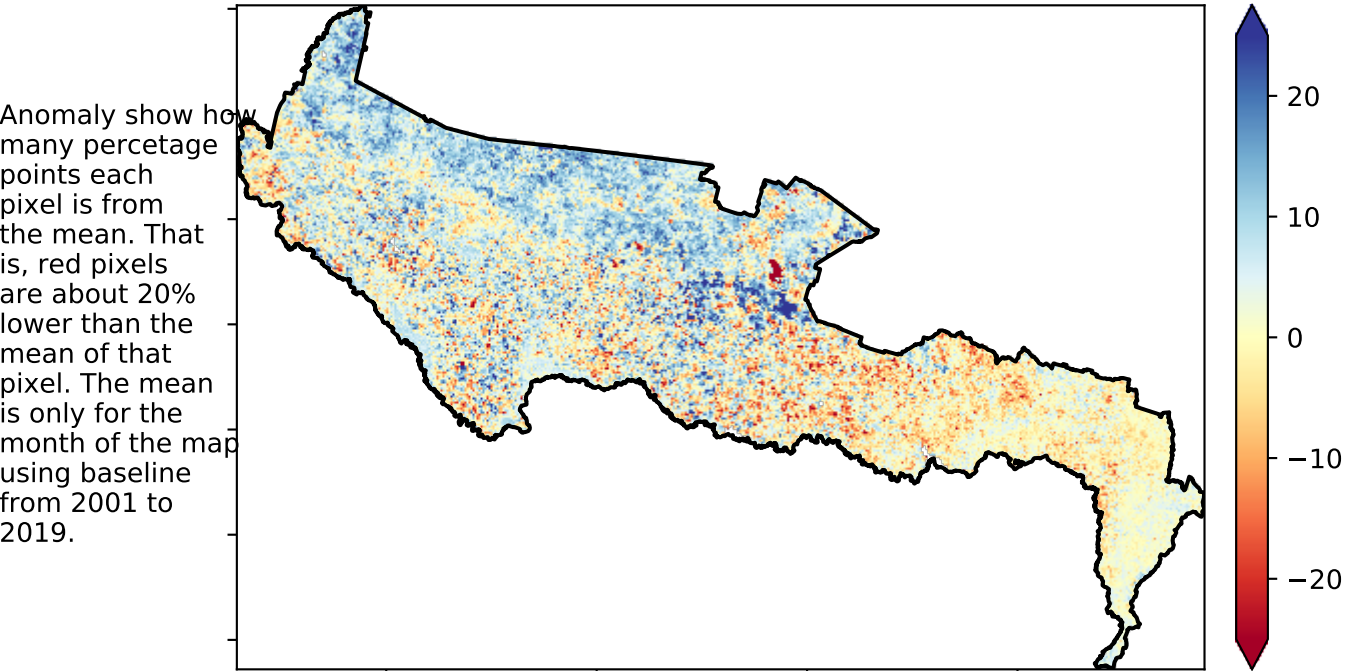 Anomaly show how
many percetage
points each
pixel is from
the mean. That
is, red pixels
are about 20%
lower than the
mean of that
pixel. The mean
is only for the
month of the map
using baseline
from 2001 to
2019.
20
10
0
−10
−20